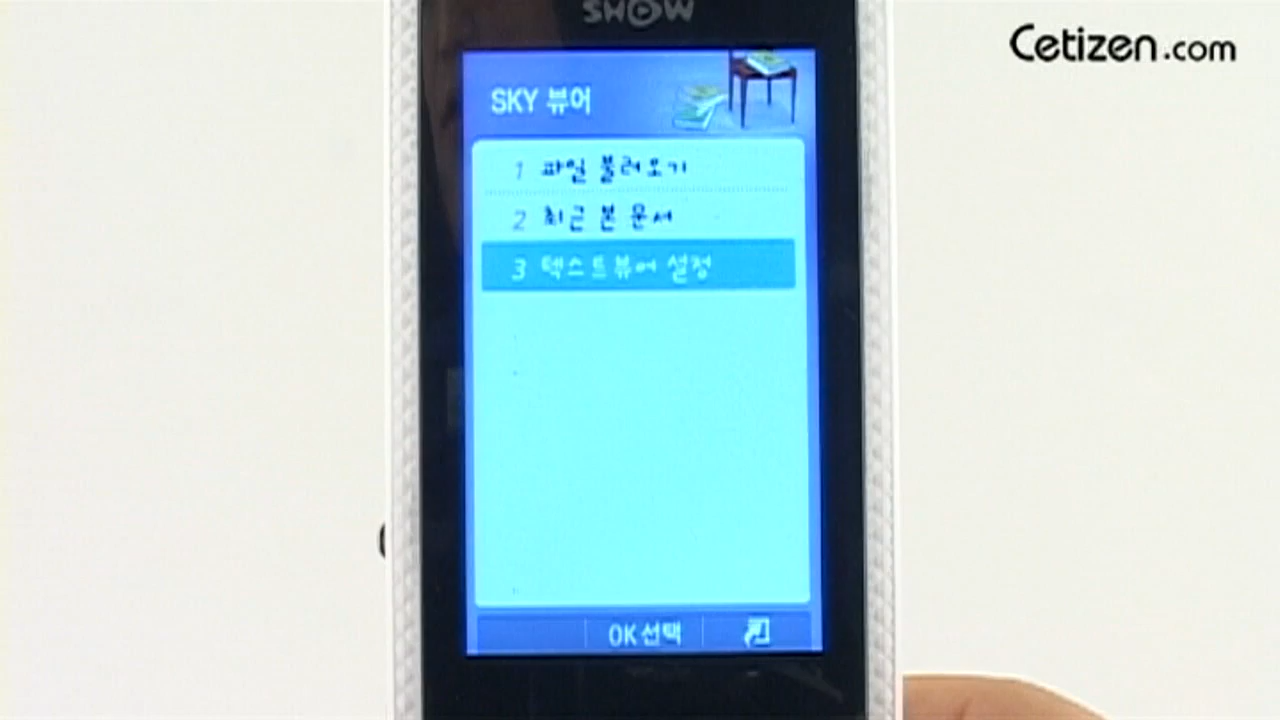 SHOW
Cetizen.com
SKY 뷰어
1 파일 불러오기
2 최근 본 문서
3 텍스트뷰어 설정
OK 선택